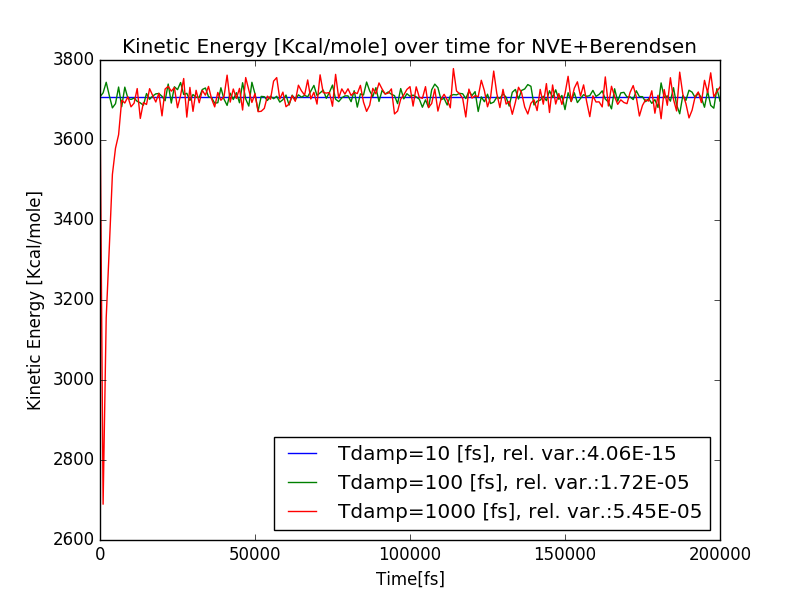 Kinetic Energy [Kcal/mole] over time for NVE+Berendsen
3800
3600
3400
3200
3000
2800
2600
Kinetic Energy [Kcal/mole]
Tdamp=10 [fs], rel. var.:4.06E-15
Tdamp=100 [fs], rel. var.:1.72E-05
Tdamp=1000 [fs], rel. var.:5.45E-05
0 50000 100000 150000 200000
Time[fs]